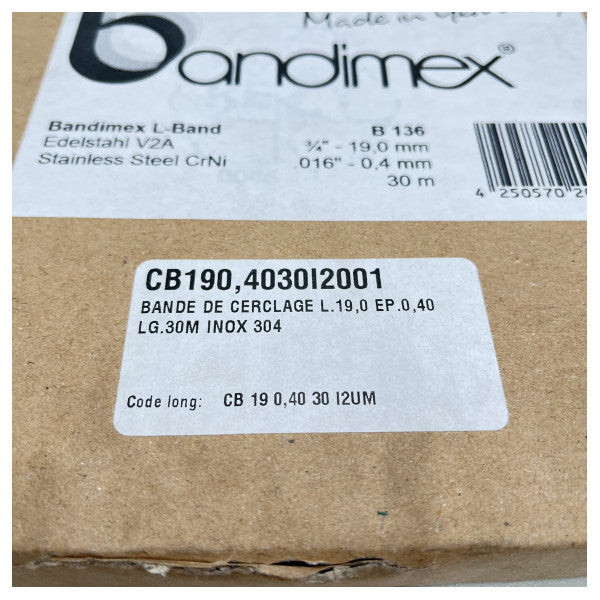 Made in
Bandimex®
Bandimex L-Band
Edelstahl V2A
Stainless Steel CrNi
B 136
¾" - 19,0 mm
.016" - 0,4 mm
30 m
4 250570
CB190,4030I2001
BANDE DE CERCLAGE L.19,0 EP.0,40
LG.30M INOX 304
Code long: CB 19 0,40 30 I2UM